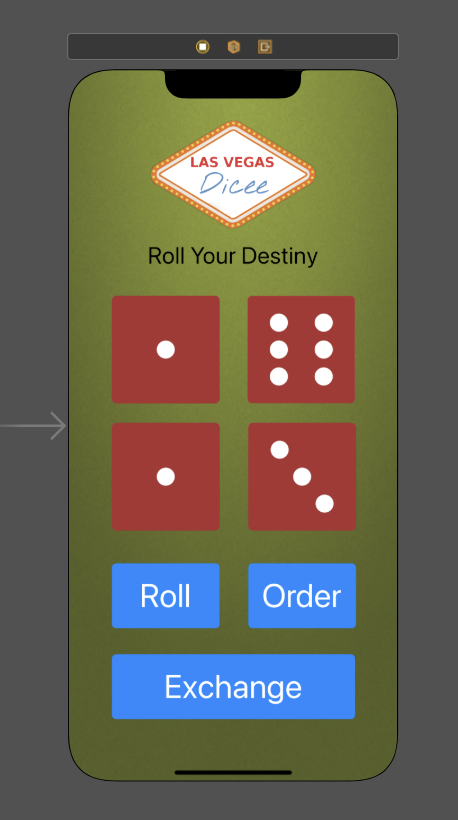 LAS VEGAS
Dicee
Roll Your Destiny
Roll Order
Exchange